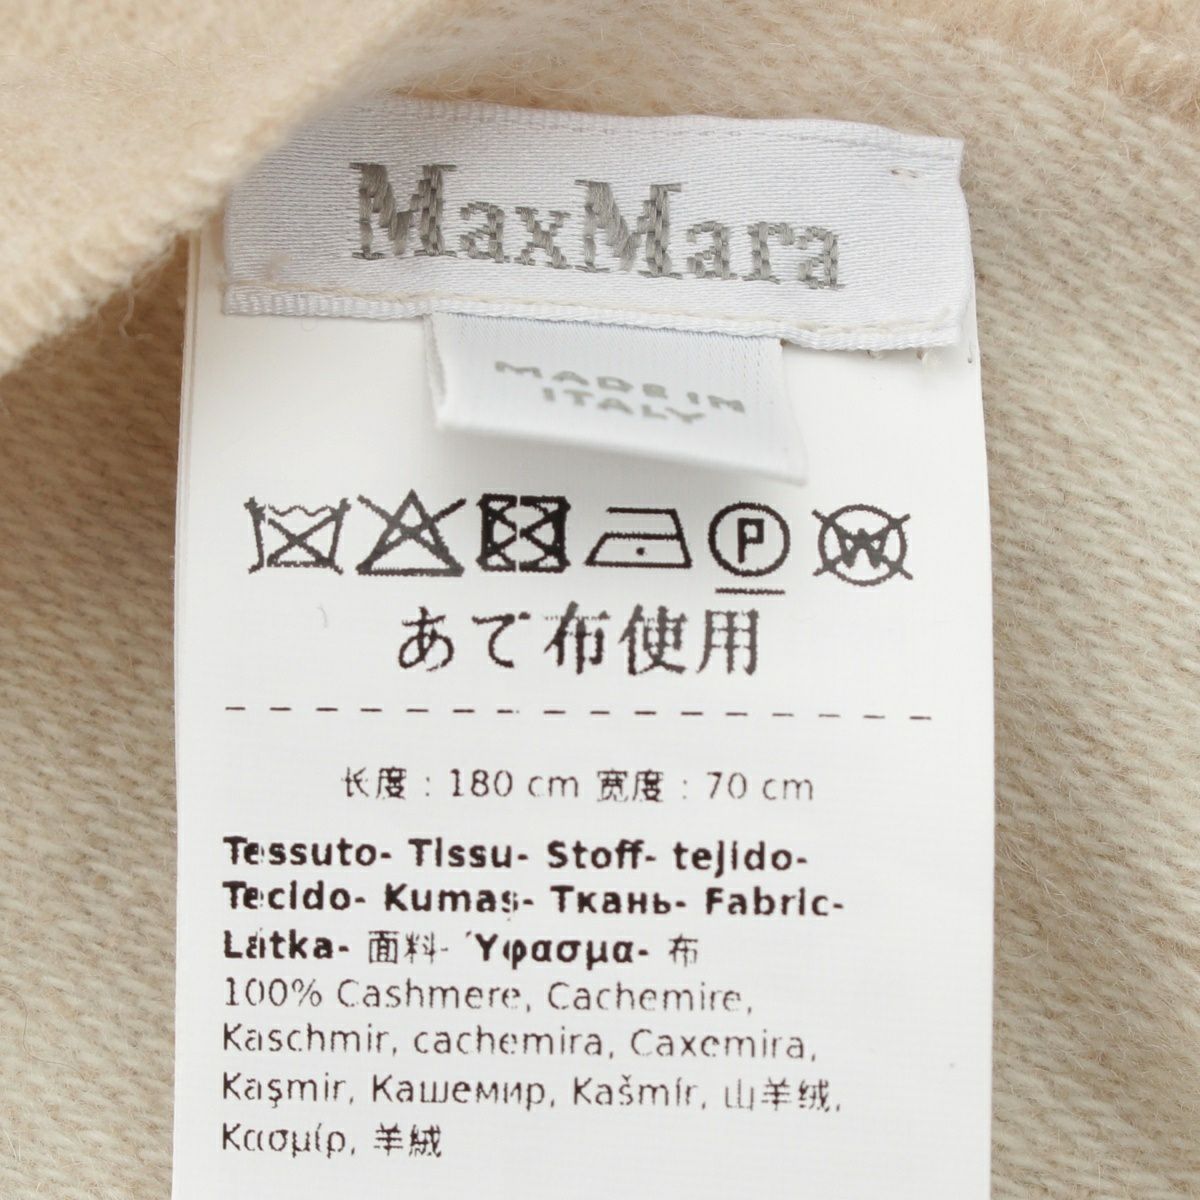 MaxMara
MADE IN
ITALY
P W
あて布使用
长度 : 180 cm 宽度 : 70 cm
Tessuto- Tissu- Stoff- tejido-
Tecido- Kumaş- Ткань- Fabric-
Látka- 面料- Ύφασμα- 布
100% Cashmere, Cachemire,
Kaschmir, cachemira, Caxemira,
Kaşmir, Кашемир, Kašmír, 山羊绒,
Κασμίρ, 羊絨